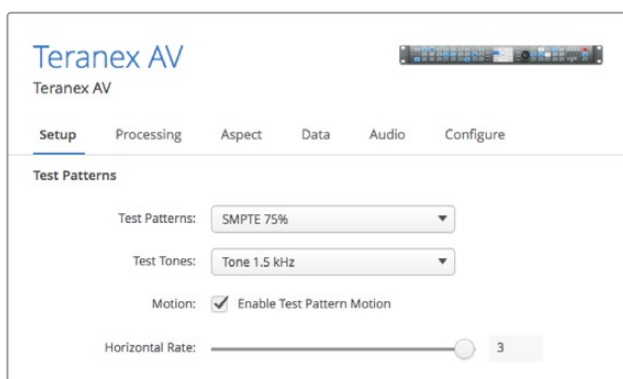 Teranex AV
Teranex AV
Setup Processing Aspect Data Audio Configure
Test Patterns
Test Patterns: SMPTE 75%
Test Tones: Tone 1.5 kHz
Motion: Enable Test Pattern Motion
Horizontal Rate: 3